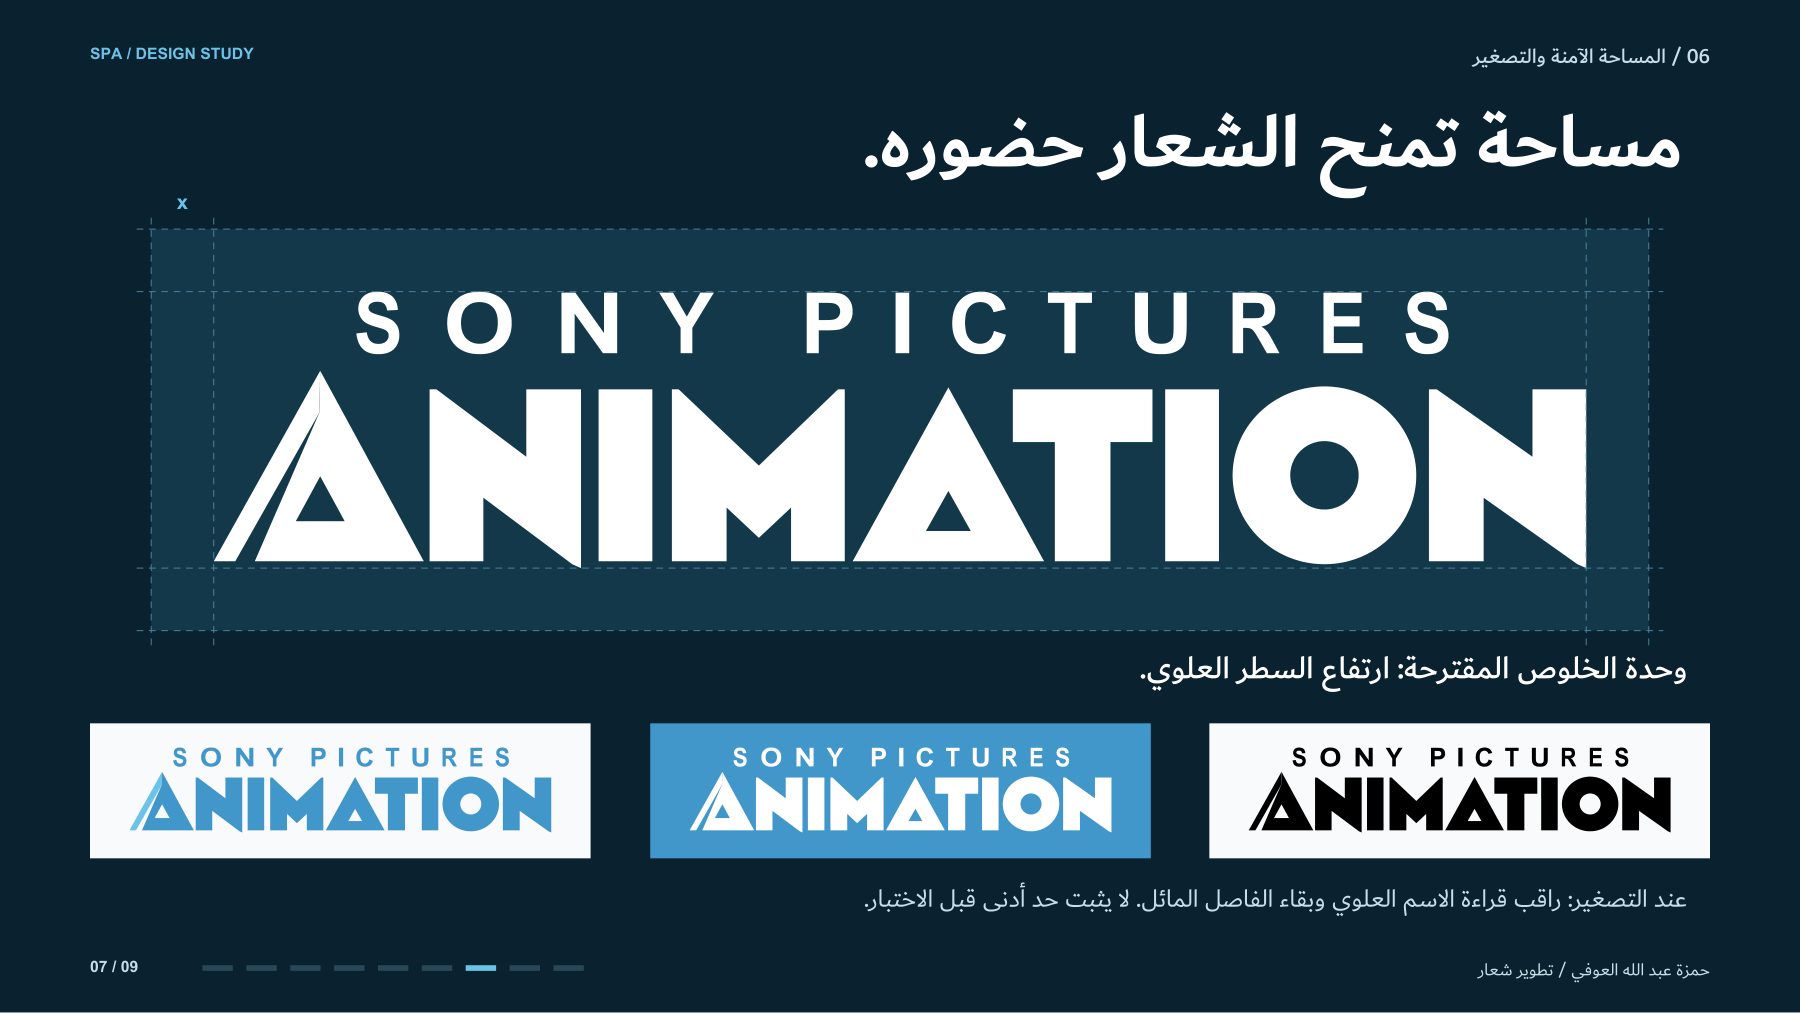 SPA / DESIGN STUDY
06 / المساحة الآمنة والتصغير
مساحة تمنح الشعار حضوره.
x
SONY PICTURES
ANIMATION
وحدة الخلوص المقترحة: ارتفاع السطر العلوي.
SONY PICTURES
ANIMATION
SONY PICTURES
ANIMATION
SONY PICTURES
ANIMATION
عند التصغير: راقب قراءة الاسم العلوي وبقاء الفاصل المائل. لا يثبت حد أدنى قبل الاختبار.
07 / 09
حمزة عبد الله العوفي / تطوير شعار